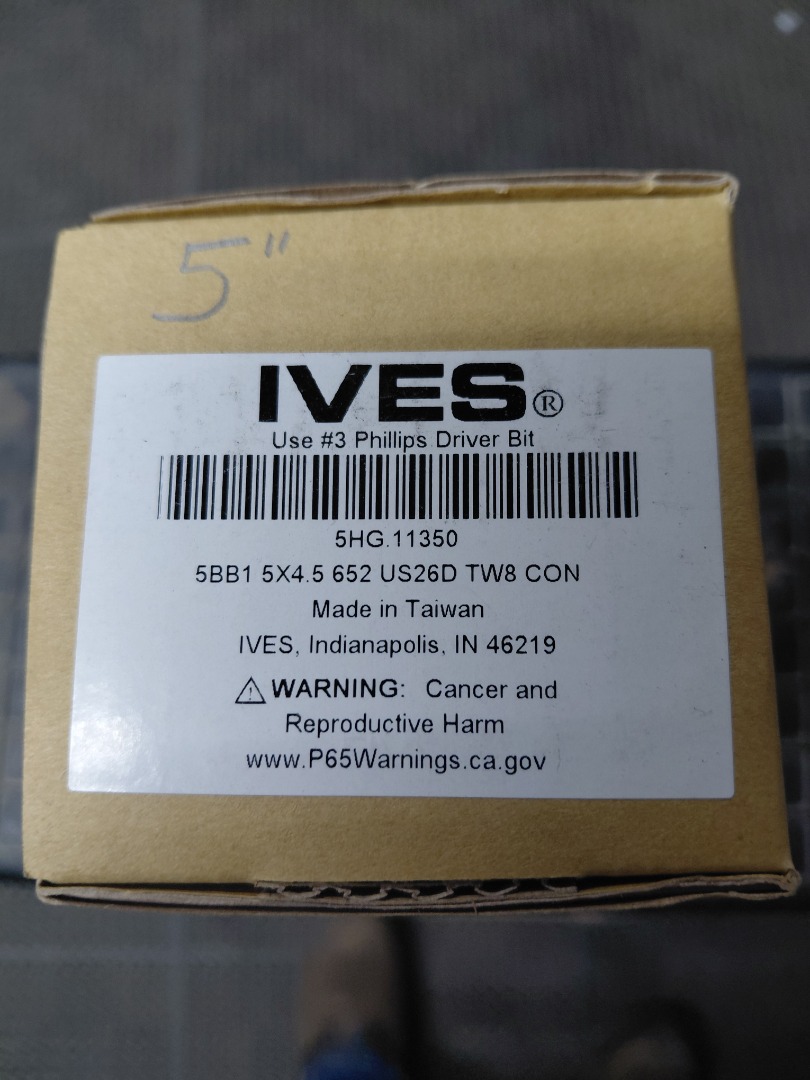 5"
IVES®
Use #3 Phillips Driver Bit
5HG.11350
5BB1 5X4.5 652 US26D TW8 CON
Made in Taiwan
IVES, Indianapolis, IN 46219
⚠ WARNING: Cancer and
Reproductive Harm
www.P65Warnings.ca.gov